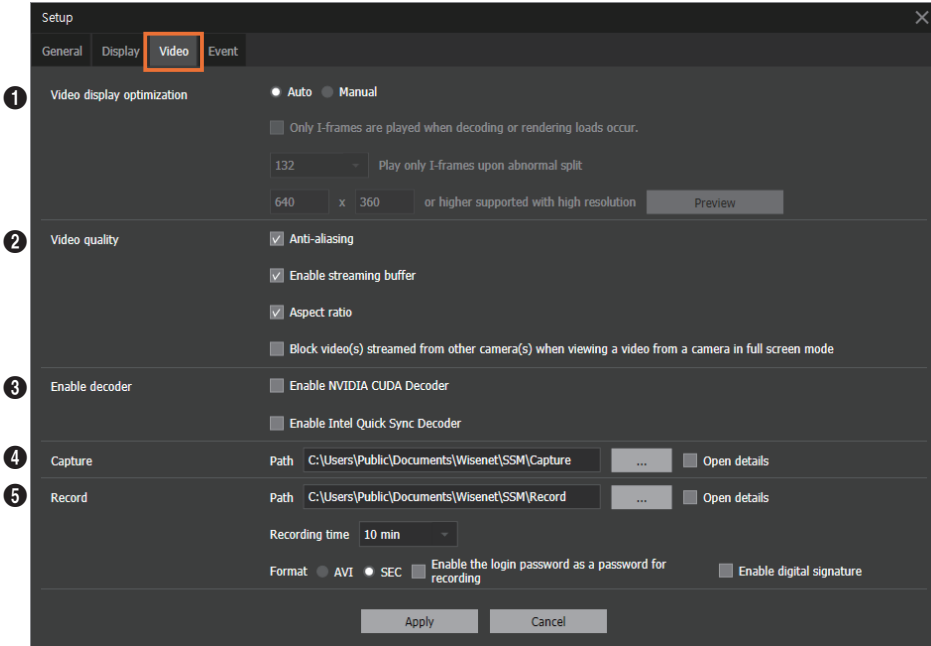 Setup
General Display Video Event
1 Video display optimization Auto Manual
Only I-frames are played when decoding or rendering loads occur.
132 Play only I-frames upon abnormal split
640 x 360 or higher supported with high resolution Preview
2 Video quality Anti-aliasing
Enable streaming buffer
Aspect ratio
Block video(s) streamed from other camera(s) when viewing a video from a camera in full screen mode
3 Enable decoder Enable NVIDIA CUDA Decoder
Enable Intel Quick Sync Decoder
4 Capture Path C:\Users\Public\Documents\Wisenet\SSM\Capture ... Open details
5 Record Path C:\Users\Public\Documents\Wisenet\SSM\Record ... Open details
Recording time 10 min
Format AVI SEC Enable the login password as a password for
recording Enable digital signature
Apply Cancel